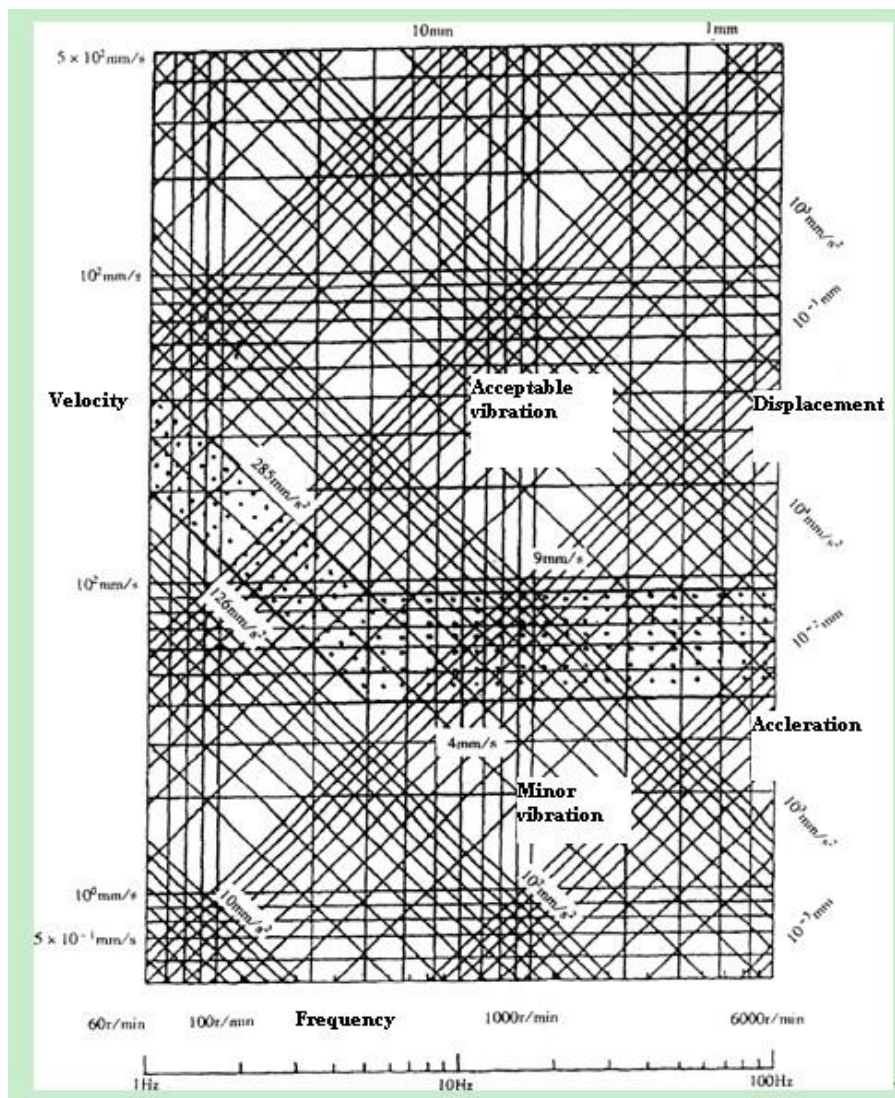 10mm
1mm
5 × 10²mm/s
10²mm/s
Velocity
Acceptable
vibration
Displacement
10⁵mm/s²
10⁻¹mm
285mm/s²
126mm/s²
10²mm/s
9mm/s
10⁴mm/s²
10⁻²mm
4mm/s
Minor
vibration
Accleration
10³mm/s²
10⁰mm/s
10mm/s²
10²mm/s²
10⁻³mm
5 × 10⁻¹mm/s
60r/min
100r/min
Frequency
1000r/min
6000r/min
1Hz
10Hz
100Hz